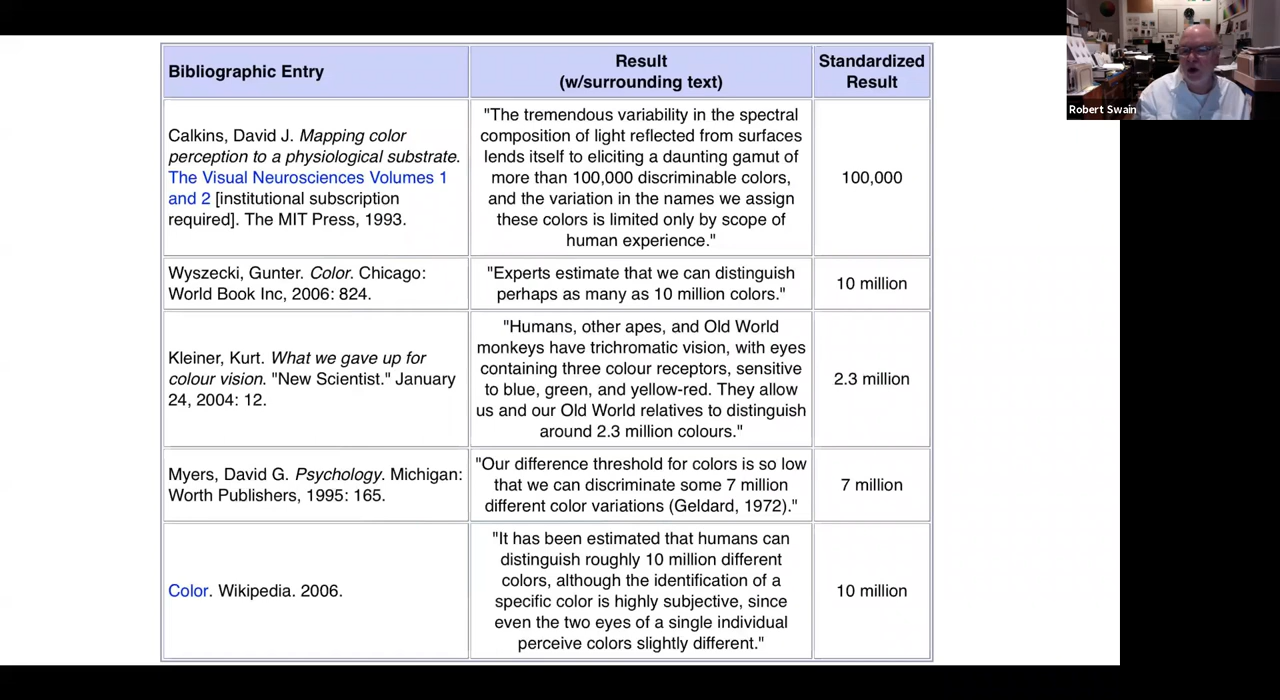 Bibliographic Entry
Result
(w/surrounding text)
Standardized
Result
Calkins, David J. Mapping color
perception to a physiological substrate.
The Visual Neurosciences Volumes 1
and 2 [institutional subscription
required]. The MIT Press, 1993.
"The tremendous variability in the spectral
composition of light reflected from surfaces
lends itself to eliciting a daunting gamut of
more than 100,000 discriminable colors,
and the variation in the names we assign
these colors is limited only by scope of
human experience."
100,000
Wyszecki, Gunter. Color. Chicago:
World Book Inc, 2006: 824.
"Experts estimate that we can distinguish
perhaps as many as 10 million colors."
10 million
Kleiner, Kurt. What we gave up for
colour vision. "New Scientist." January
24, 2004: 12.
"Humans, other apes, and Old World
monkeys have trichromatic vision, with eyes
containing three colour receptors, sensitive
to blue, green, and yellow-red. They allow
us and our Old World relatives to distinguish
around 2.3 million colours."
2.3 million
Myers, David G. Psychology. Michigan:
Worth Publishers, 1995: 165.
"Our difference threshold for colors is so low
that we can discriminate some 7 million
different color variations (Geldard, 1972)."
7 million
Color. Wikipedia. 2006.
"It has been estimated that humans can
distinguish roughly 10 million different
colors, although the identification of a
specific color is highly subjective, since
even the two eyes of a single individual
perceive colors slightly different."
10 million
Robert Swain